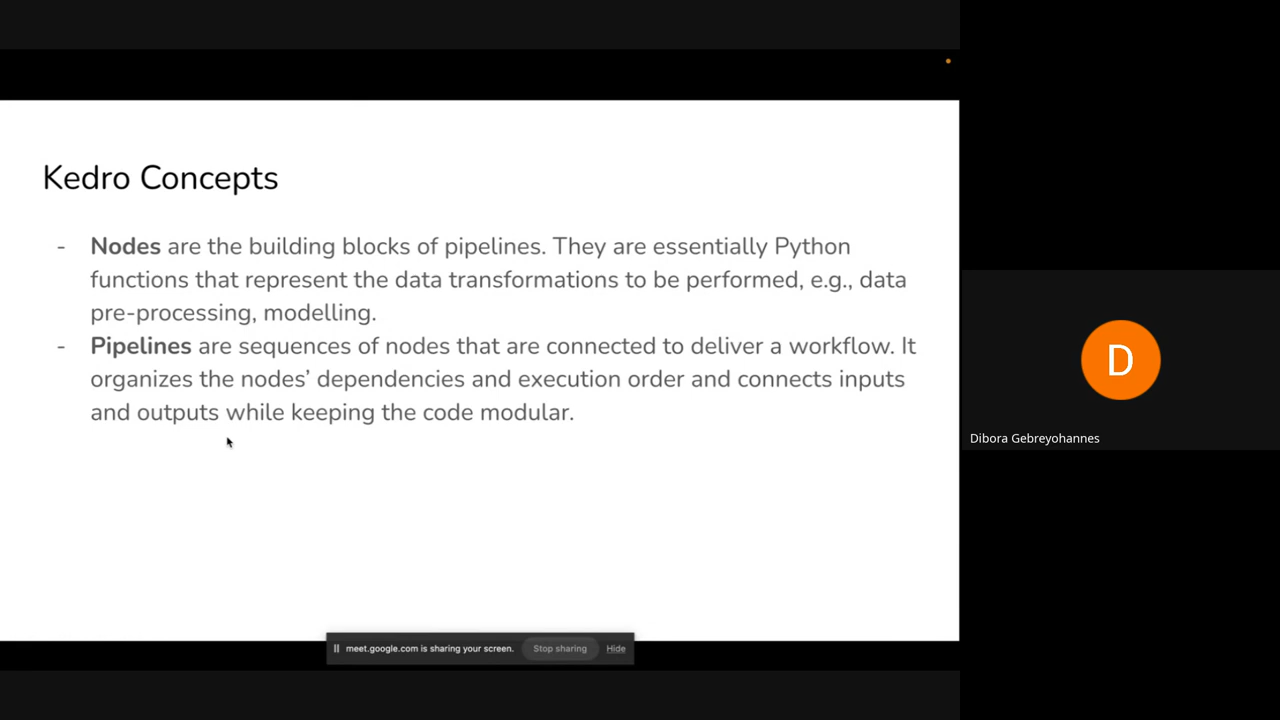 Kedro Concepts
- Nodes are the building blocks of pipelines. They are essentially Python
functions that represent the data transformations to be performed, e.g., data
pre-processing, modelling.
- Pipelines are sequences of nodes that are connected to deliver a workflow. It
organizes the nodes’ dependencies and execution order and connects inputs
and outputs while keeping the code modular.
D
Dibora Gebreyohannes
meet.google.com is sharing your screen. Stop sharing Hide